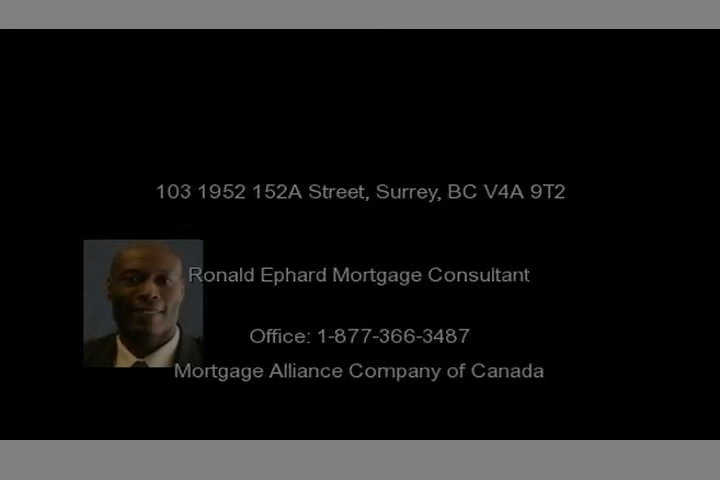 103 1952 152A Street, Surrey, BC V4A 9T2
Ronald Ephard Mortgage Consultant
Office: 1-877-366-3487
Mortgage Alliance Company of Canada